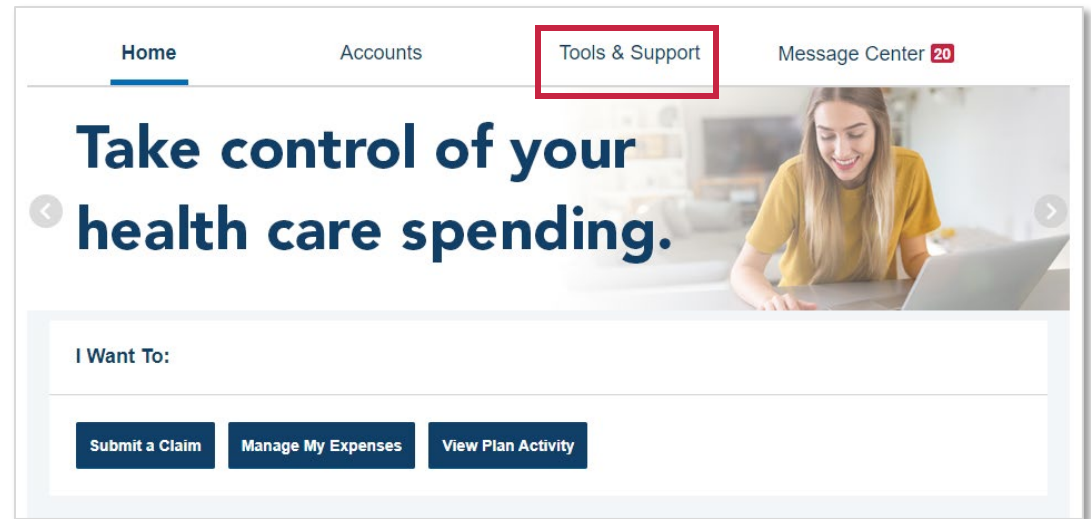 Home Accounts Tools & Support Message Center 20
Take control of your
health care spending.
I Want To:
Submit a Claim Manage My Expenses View Plan Activity